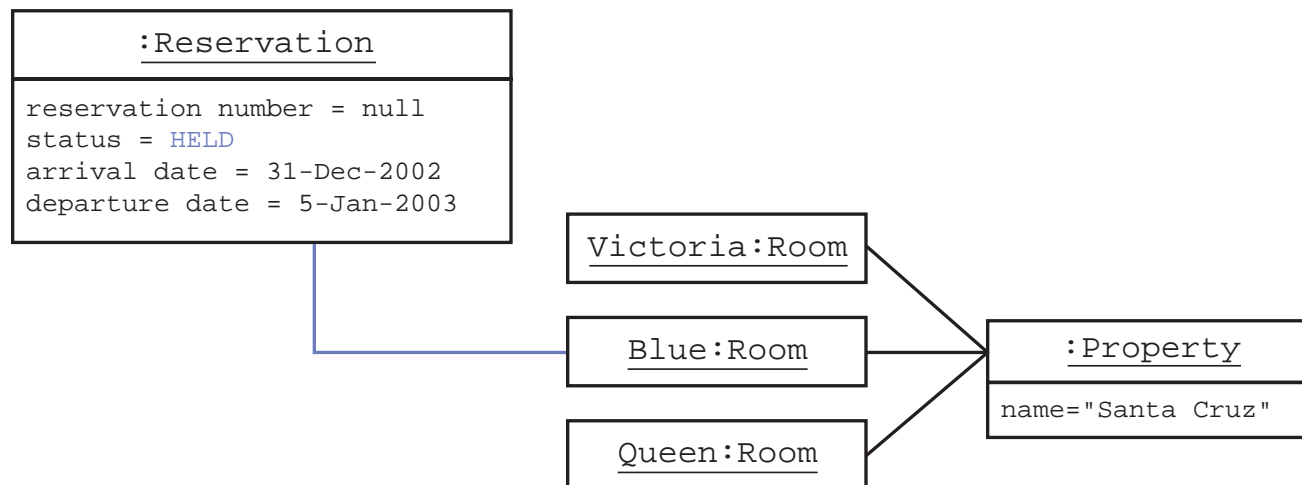 :Reservation
reservation number = null
status = HELD
arrival date = 31-Dec-2002
departure date = 5-Jan-2003
Victoria:Room
Blue:Room
Queen:Room
:Property
name="Santa Cruz"